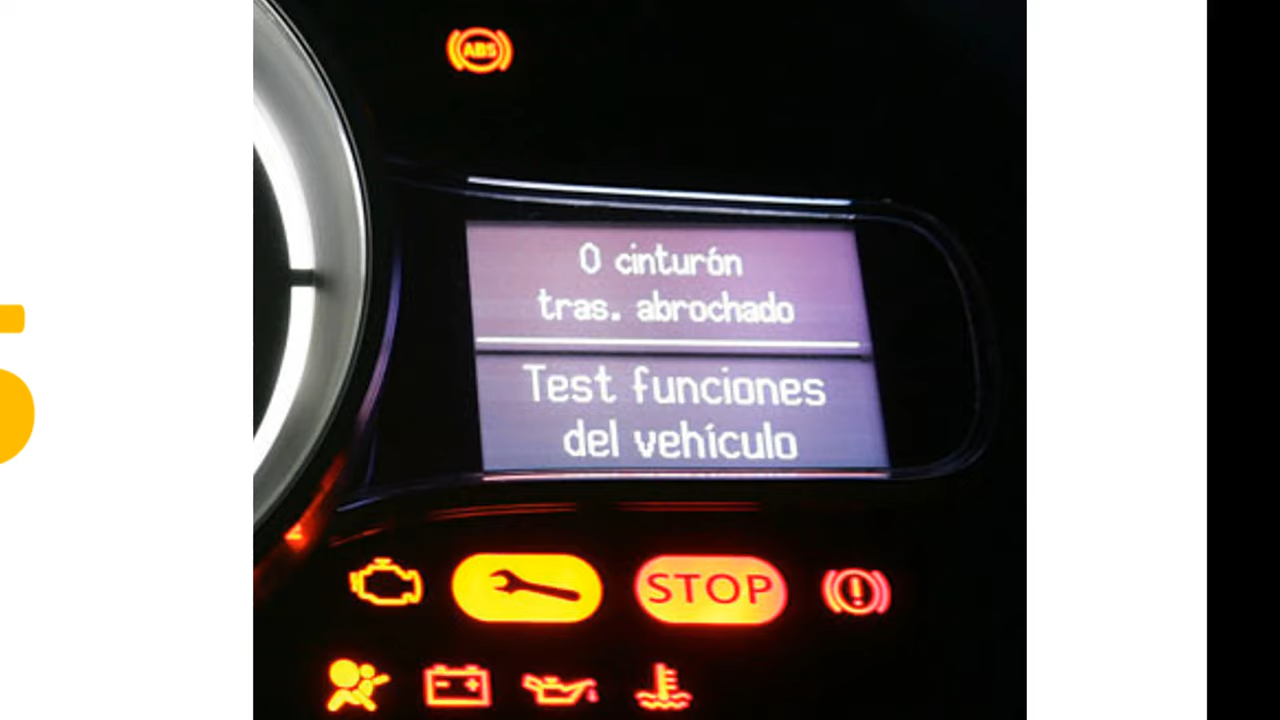 ABS
0 cinturón
tras. abrochado
Test funciones
del vehículo
STOP